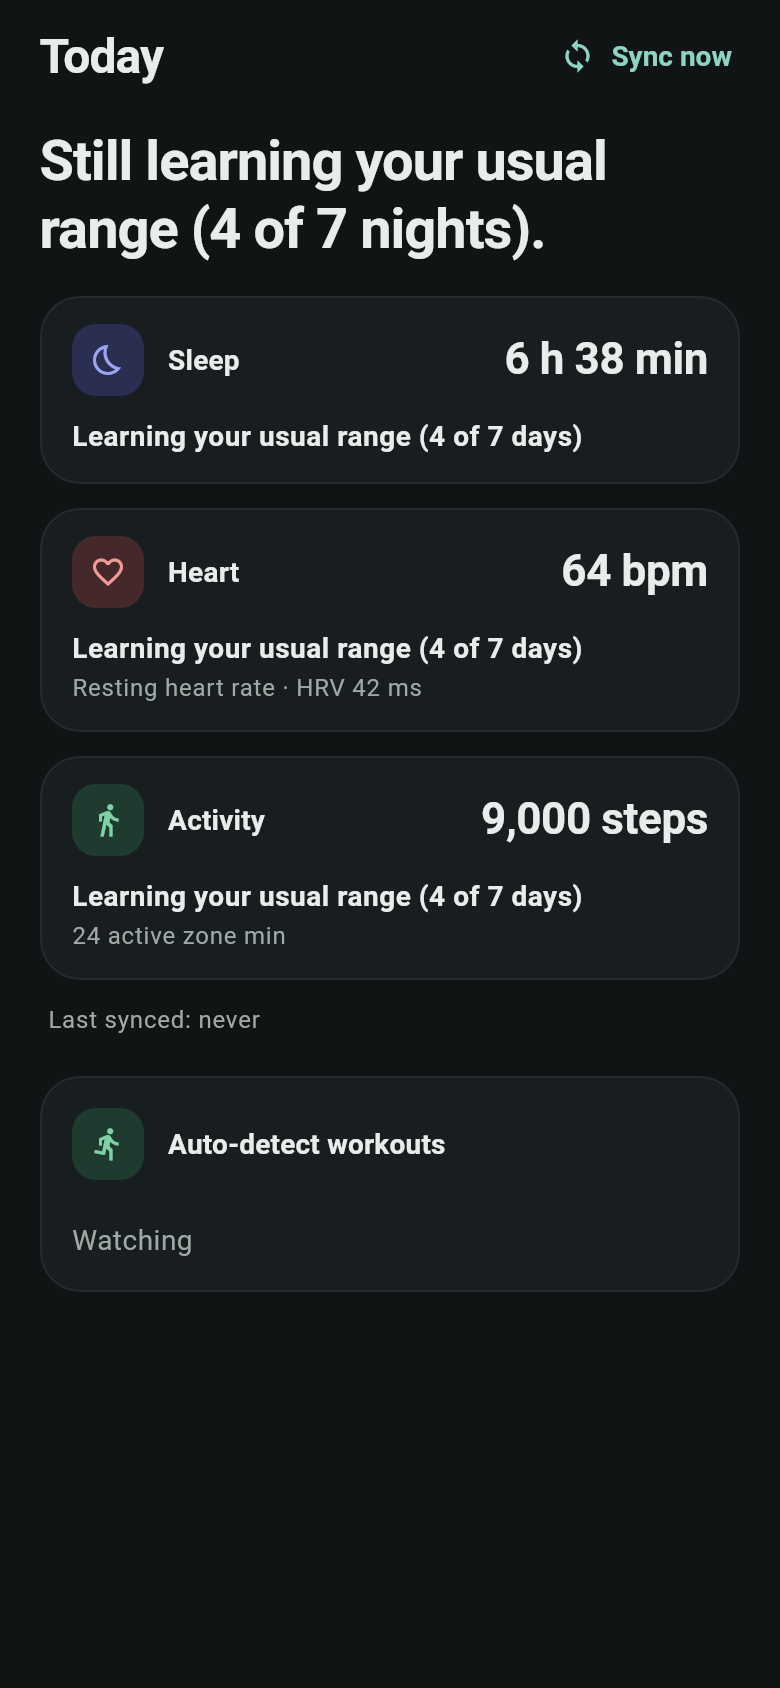 Today
Sync now
Still learning your usual
range (4 of 7 nights).
Sleep
6 h 38 min
Learning your usual range (4 of 7 days)
Heart
64 bpm
Learning your usual range (4 of 7 days)
Resting heart rate · HRV 42 ms
Activity
9,000 steps
Learning your usual range (4 of 7 days)
24 active zone min
Last synced: never
Auto-detect workouts
Watching